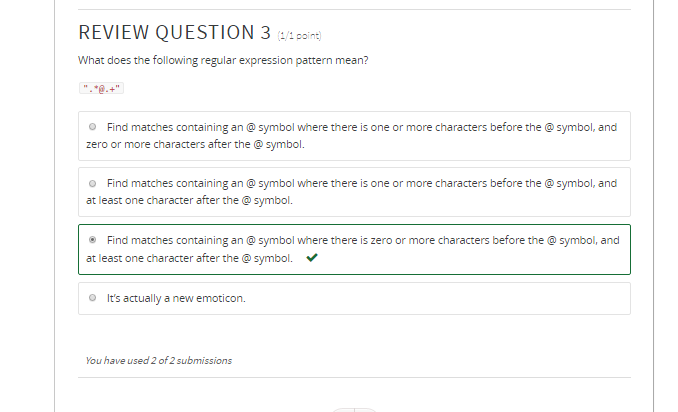 REVIEW QUESTION 3 (1/1 point)
What does the following regular expression pattern mean?
".*@.+"
Find matches containing an @ symbol where there is one or more characters before the @ symbol, and
zero or more characters after the @ symbol.
Find matches containing an @ symbol where there is one or more characters before the @ symbol, and
at least one character after the @ symbol.
Find matches containing an @ symbol where there is zero or more characters before the @ symbol, and
at least one character after the @ symbol.
It's actually a new emoticon.
You have used 2 of 2 submissions